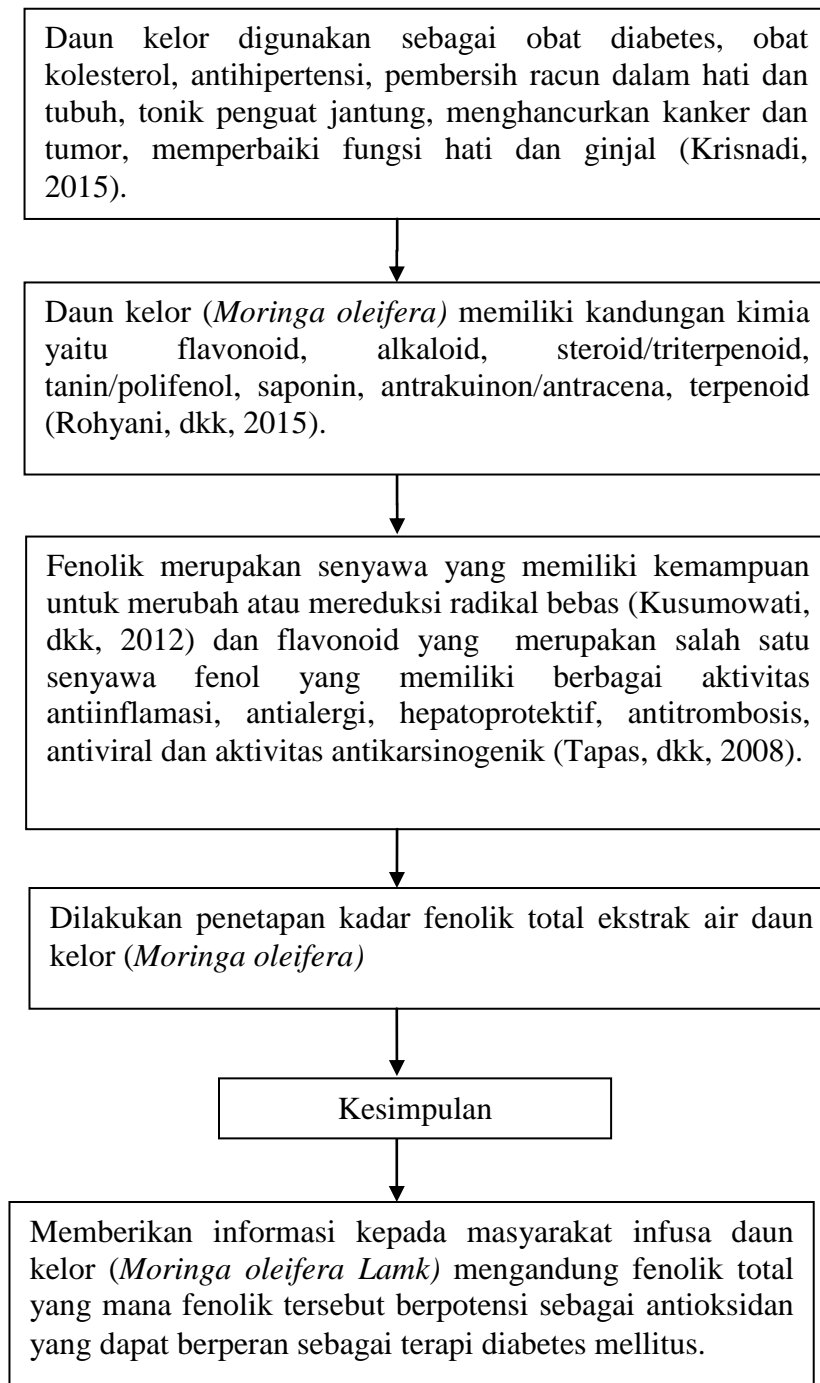 Daun kelor digunakan sebagai obat diabetes, obat
kolesterol, antihipertensi, pembersih racun dalam hati dan
tubuh, tonik penguat jantung, menghancurkan kanker dan
tumor, memperbaiki fungsi hati dan ginjal (Krisnadi,
2015).
Daun kelor (Moringa oleifera) memiliki kandungan kimia
yaitu flavonoid, alkaloid, steroid/triterpenoid,
tanin/polifenol, saponin, antrakuinon/antracena, terpenoid
(Rohyani, dkk, 2015).
Fenolik merupakan senyawa yang memiliki kemampuan
untuk merubah atau mereduksi radikal bebas (Kusumowati,
dkk, 2012) dan flavonoid yang merupakan salah satu
senyawa fenol yang memiliki berbagai aktivitas
antiinflamasi, antialergi, hepatoprotektif, antitrombosis,
antiviral dan aktivitas antikarsinogenik (Tapas, dkk, 2008).
Dilakukan penetapan kadar fenolik total ekstrak air daun
kelor (Moringa oleifera)
Kesimpulan
Memberikan informasi kepada masyarakat infusa daun
kelor (Moringa oleifera Lamk) mengandung fenolik total
yang mana fenolik tersebut berpotensi sebagai antioksidan
yang dapat berperan sebagai terapi diabetes mellitus.